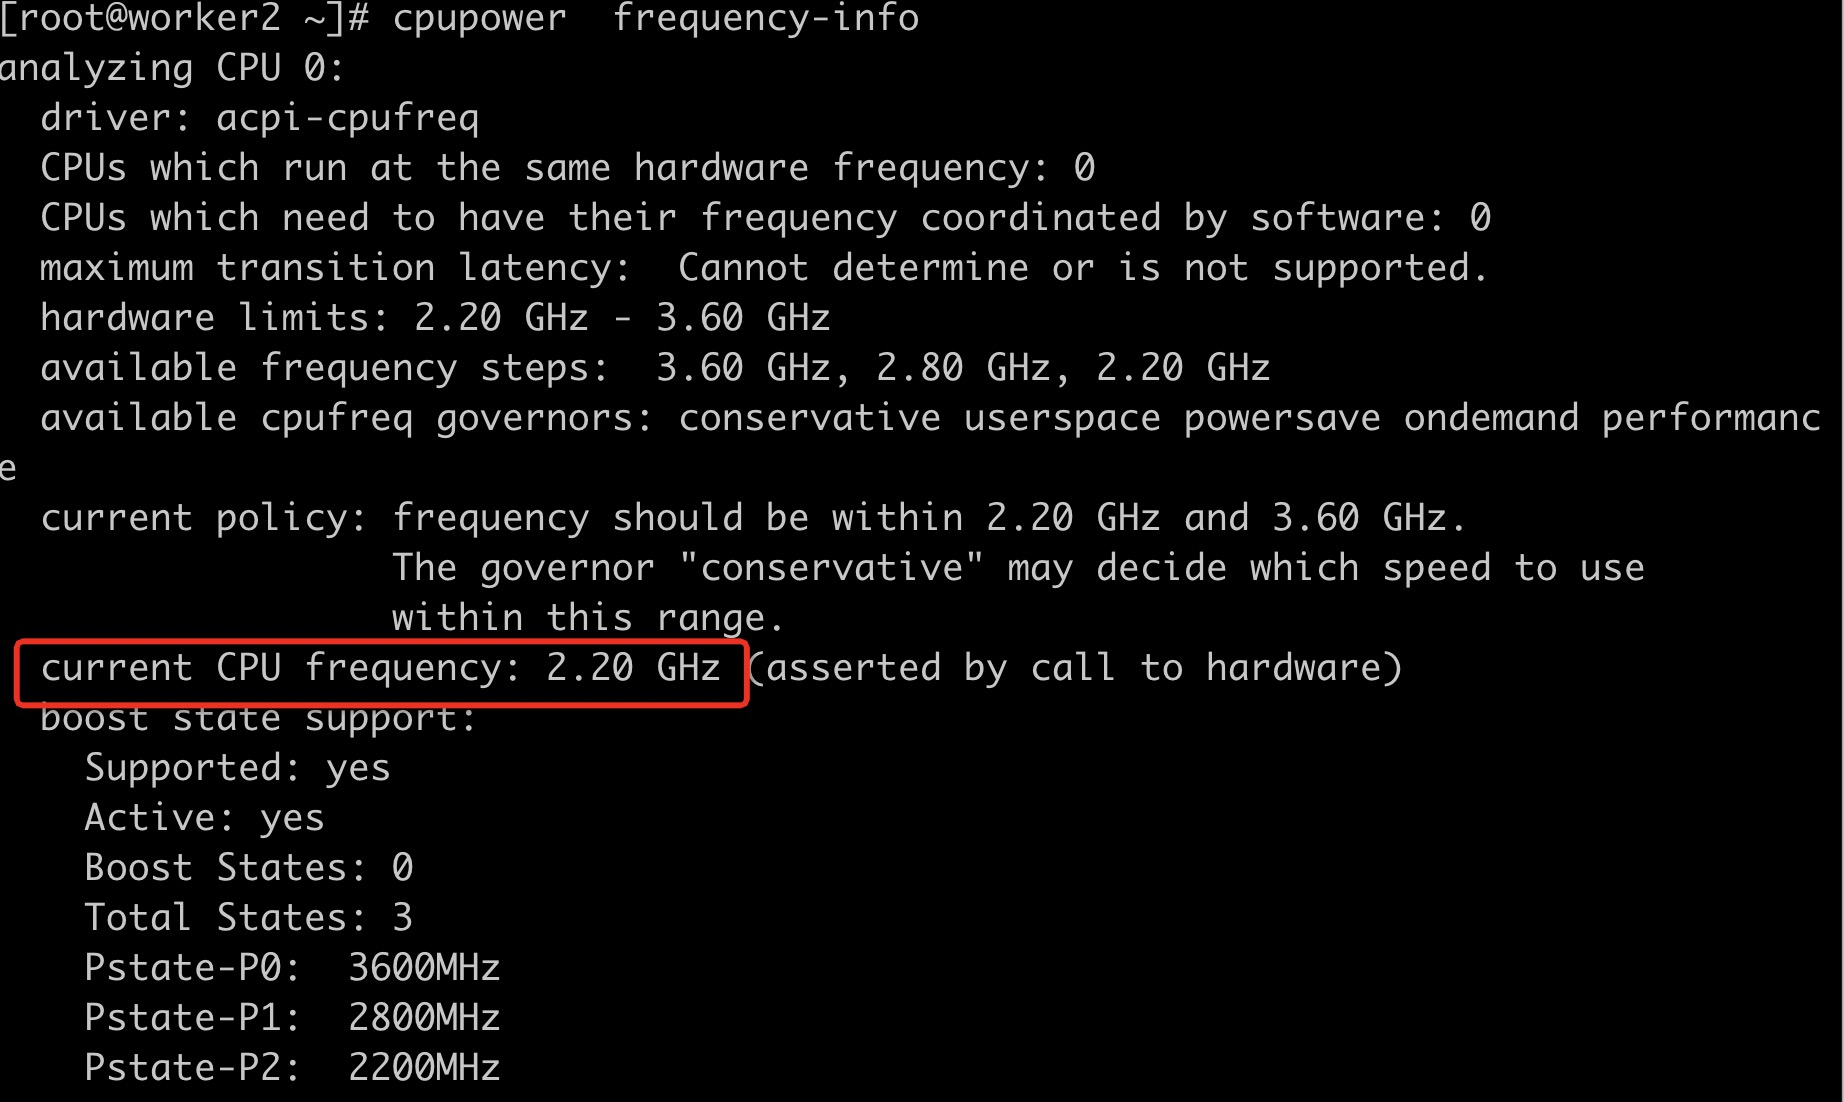 [root@worker2 ~]# cpupower  frequency-info
analyzing CPU 0:
  driver: acpi-cpufreq
  CPUs which run at the same hardware frequency: 0
  CPUs which need to have their frequency coordinated by software: 0
  maximum transition latency:  Cannot determine or is not supported.
  hardware limits: 2.20 GHz - 3.60 GHz
  available frequency steps:  3.60 GHz, 2.80 GHz, 2.20 GHz
  available cpufreq governors: conservative userspace powersave ondemand performanc
e
  current policy: frequency should be within 2.20 GHz and 3.60 GHz.
                  The governor "conservative" may decide which speed to use
                  within this range.
  current CPU frequency: 2.20 GHz (asserted by call to hardware)
  boost state support:
    Supported: yes
    Active: yes
    Boost States: 0
    Total States: 3
    Pstate-P0:  3600MHz
    Pstate-P1:  2800MHz
    Pstate-P2:  2200MHz